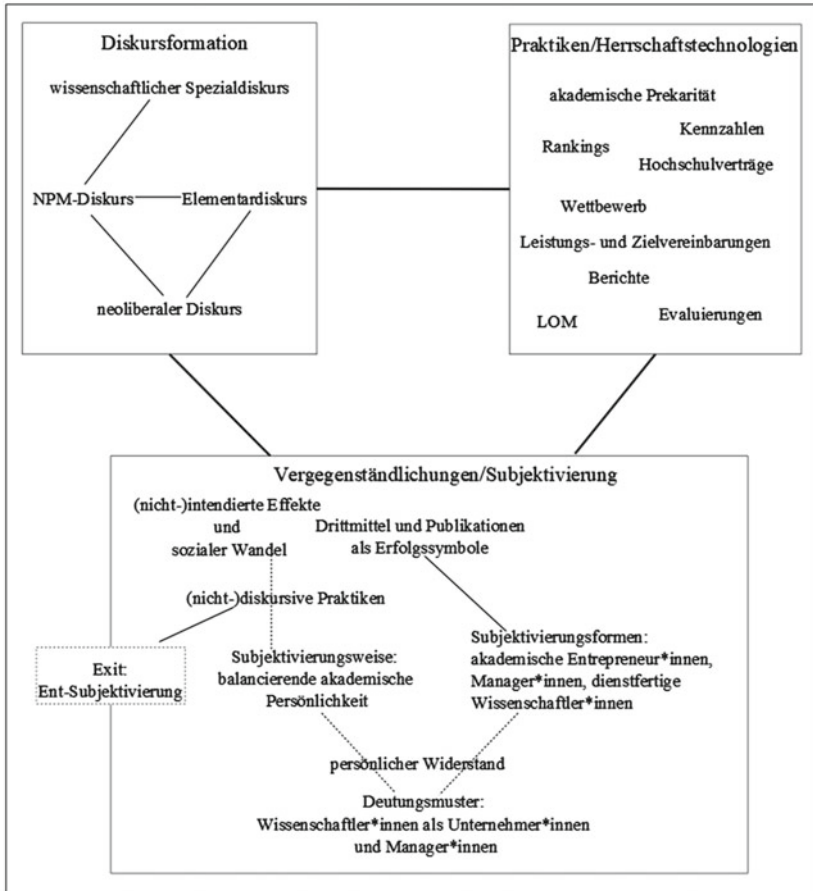 Diskursformation
wissenschaftlicher Spezialdiskurs
NPM-Diskurs
Elementardiskurs
neoliberaler Diskurs
Praktiken/Herrschaftstechnologien
akademische Prekarität
Kennzahlen
Rankings
Hochschulverträge
Wettbewerb
Leistungs- und Zielvereinbarungen
Berichte
LOM
Evaluierungen
Vergegenständlichungen/Subjektivierung
(nicht-)intendierte Effekte
und
sozialer Wandel
Drittmittel und Publikationen
als Erfolgssymbole
(nicht-)diskursive Praktiken
Exit:
Ent-Subjektivierung
Subjektivierungsweise:
balancierende akademische
Persönlichkeit
Subjektivierungsformen:
akademische Entrepreneur*innen,
Manager*innen, dienstfertige
Wissenschaftler*innen
persönlicher Widerstand
Deutungsmuster:
Wissenschaftler*innen als Unternehmer*innen
und Manager*innen